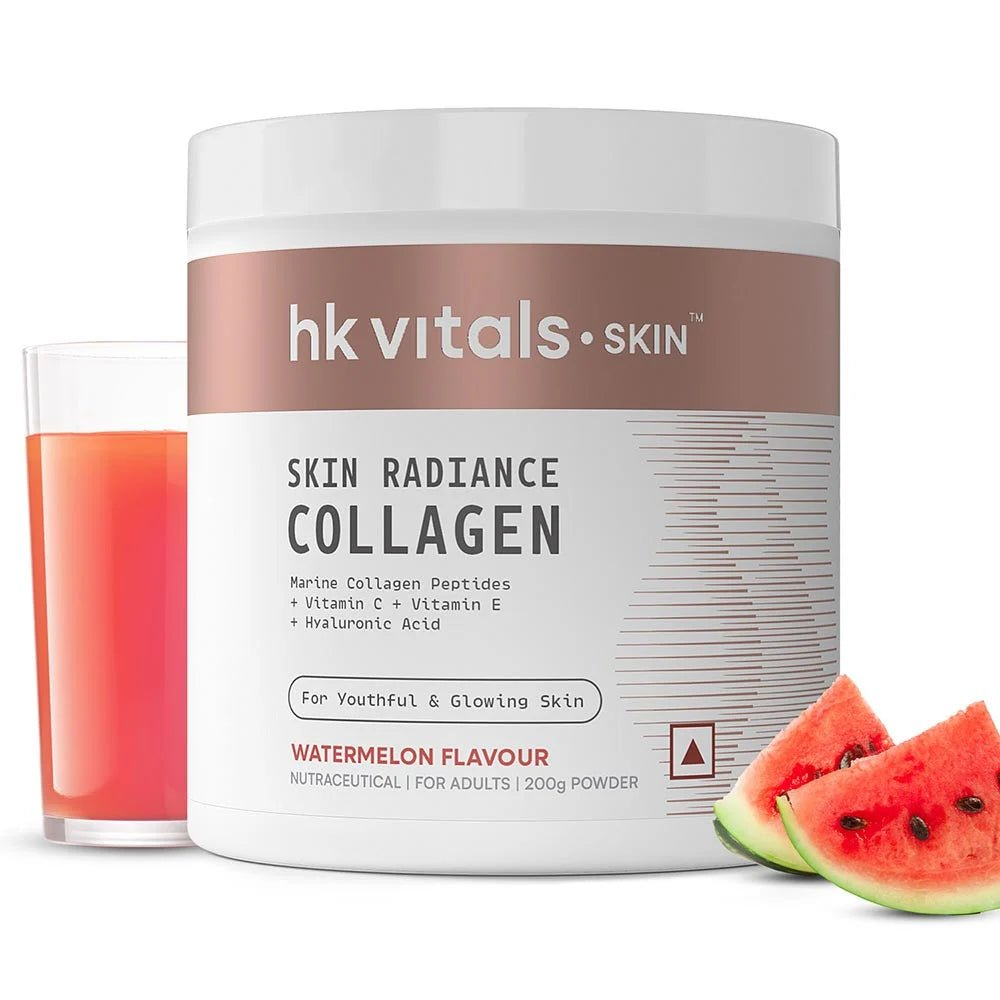 hk vitals • SKIN™
SKIN RADIANCE
COLLAGEN
Marine Collagen Peptides
+ Vitamin C + Vitamin E
+ Hyaluronic Acid
For Youthful & Glowing Skin
WATERMELON FLAVOUR
NUTRACEUTICAL | FOR ADULTS | 200g POWDER